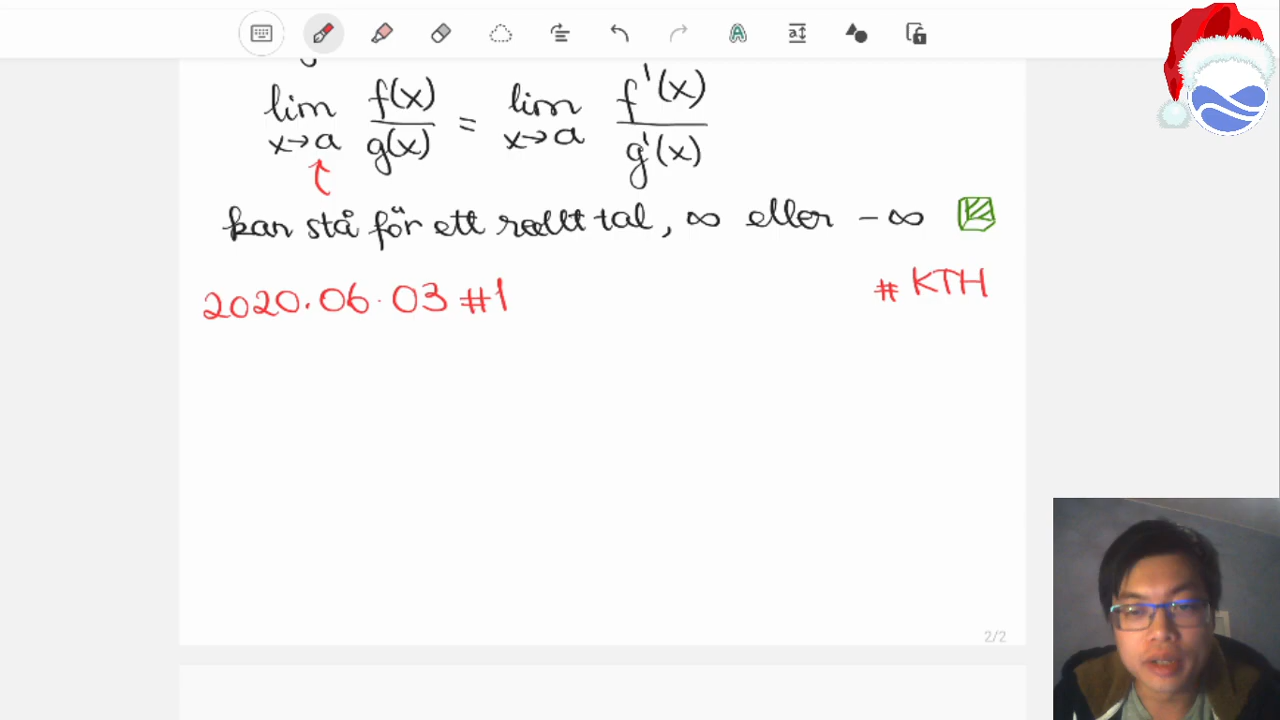 lim x→a f(x)/g(x) = lim x→a f'(x)/g'(x)
kan stå för ett reellt tal, ∞ eller -∞
2020.06.03 #1 # KTH
2/2